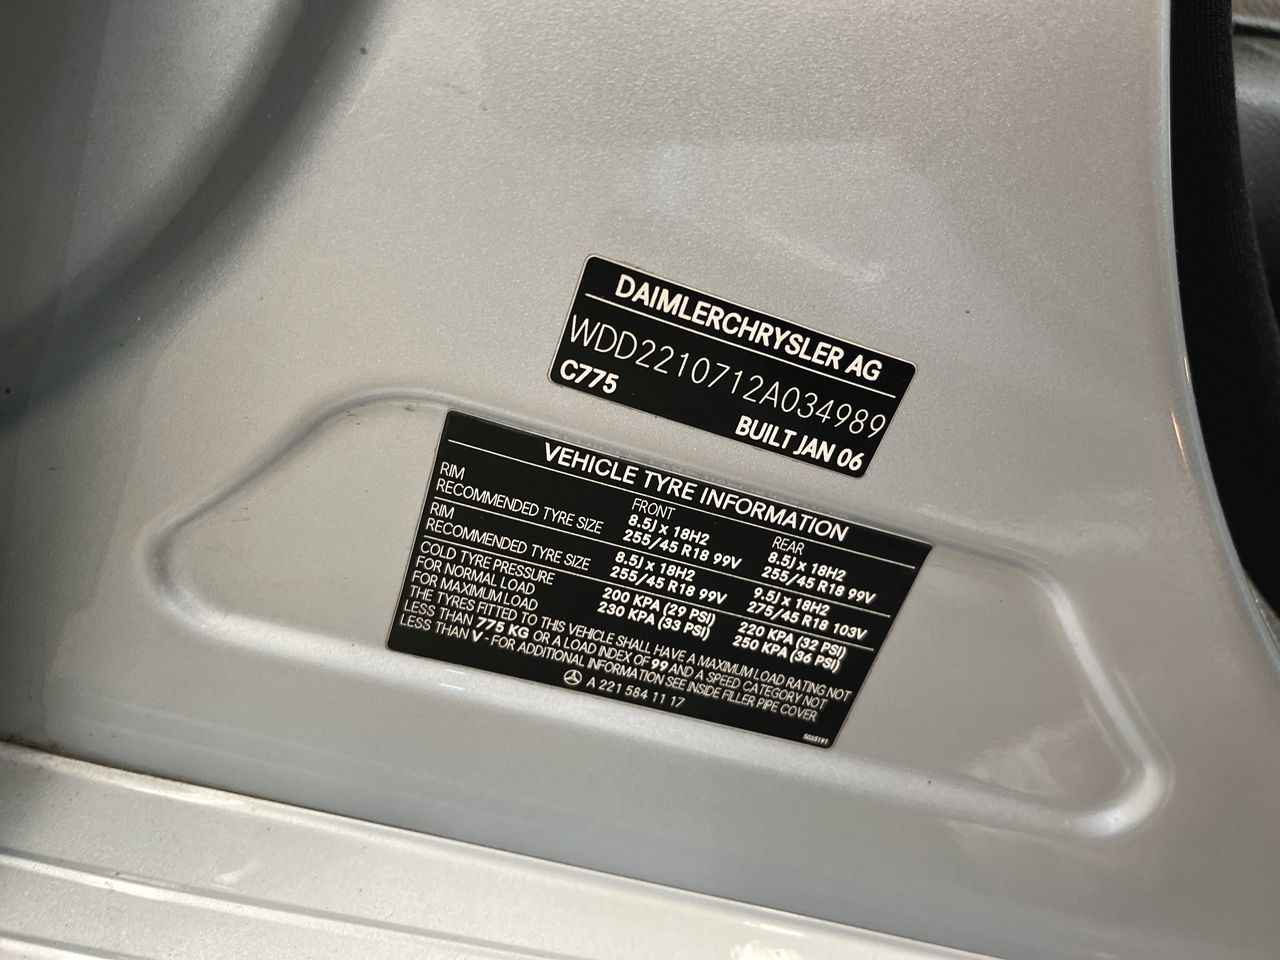 DAIMLERCHRYSLER AG
WDD2210712A034989
C775
BUILT JAN 06
VEHICLE TYRE INFORMATION
FRONT REAR
RIM 8.5J x 18H2 8.5J x 18H2
RECOMMENDED TYRE SIZE 255/45 R18 99V 255/45 R18 99V
RIM 8.5J x 18H2 9.5J x 18H2
RECOMMENDED TYRE SIZE 255/45 R18 99V 275/45 R18 103V
COLD TYRE PRESSURE
FOR NORMAL LOAD 200 KPA (29 PSI) 220 KPA (32 PSI)
FOR MAXIMUM LOAD 230 KPA (33 PSI) 250 KPA (36 PSI)
THE TYRES FITTED TO THIS VEHICLE SHALL HAVE A MAXIMUM LOAD RATING NOT
LESS THAN 775 KG OR A LOAD INDEX OF 99 AND A SPEED CATEGORY NOT
LESS THAN V - FOR ADDITIONAL INFORMATION SEE INSIDE FILLER PIPE COVER
A 221 584 11 17
5035191